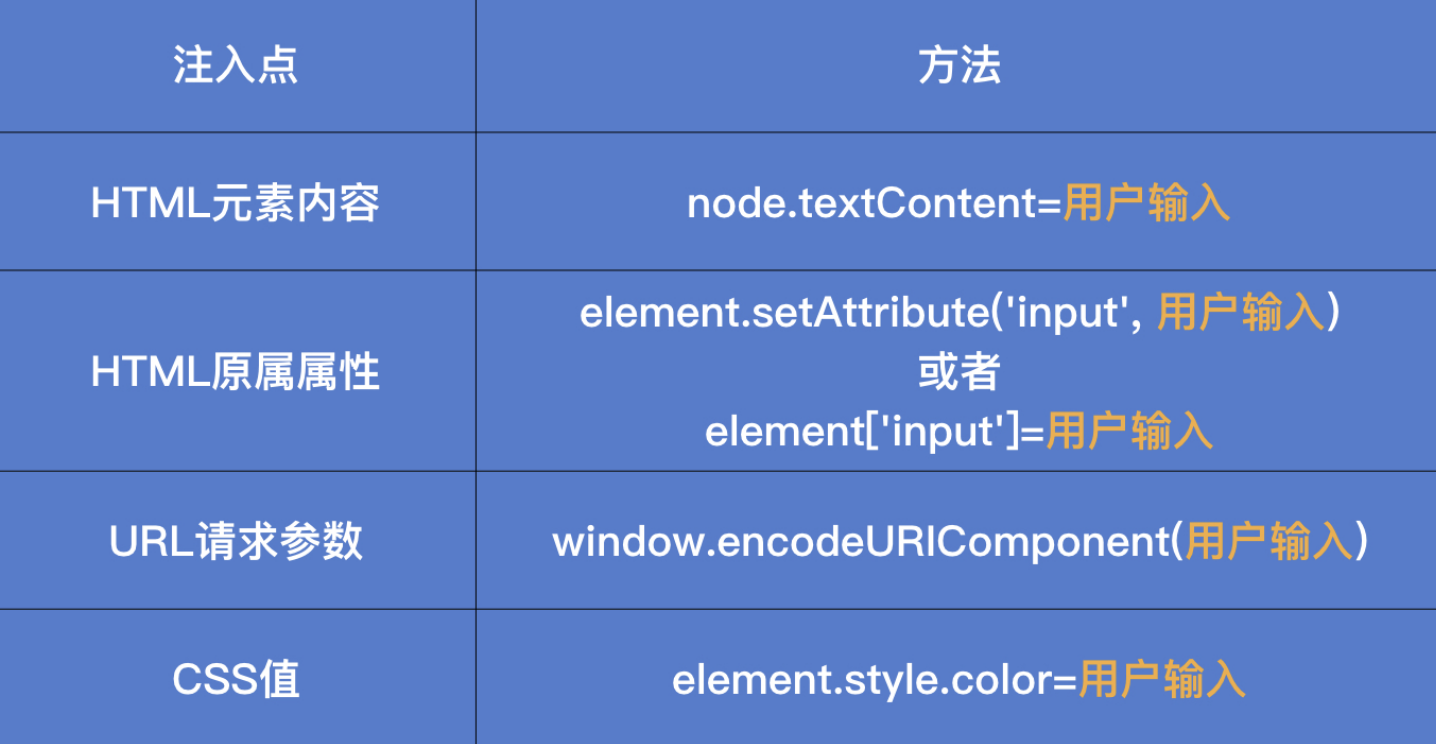 注入点
方法
HTML元素内容
node.textContent=用户输入
HTML原属属性
element.setAttribute('input', 用户输入)
或者
element['input']=用户输入
URL请求参数
window.encodeURIComponent(用户输入)
CSS值
element.style.color=用户输入